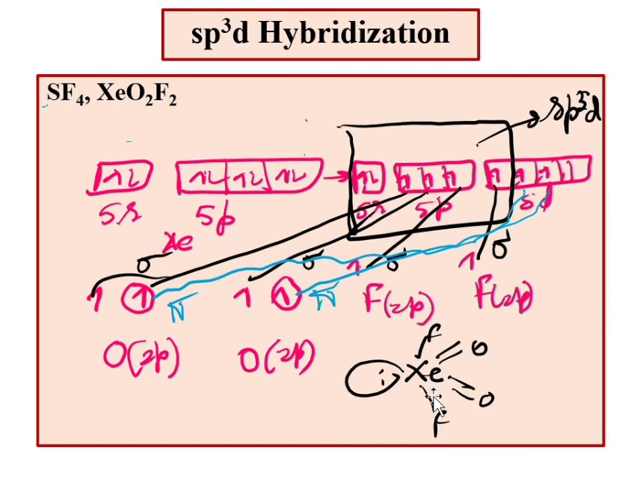 sp³d Hybridization
SF₄, XeO₂F₂
sp³d
5s 5p 5s 5p 5d
Xe
σ σ σ σ
π π
O(2p) O(2p) F(2p) F(2p)
F
O
Xe
O
F